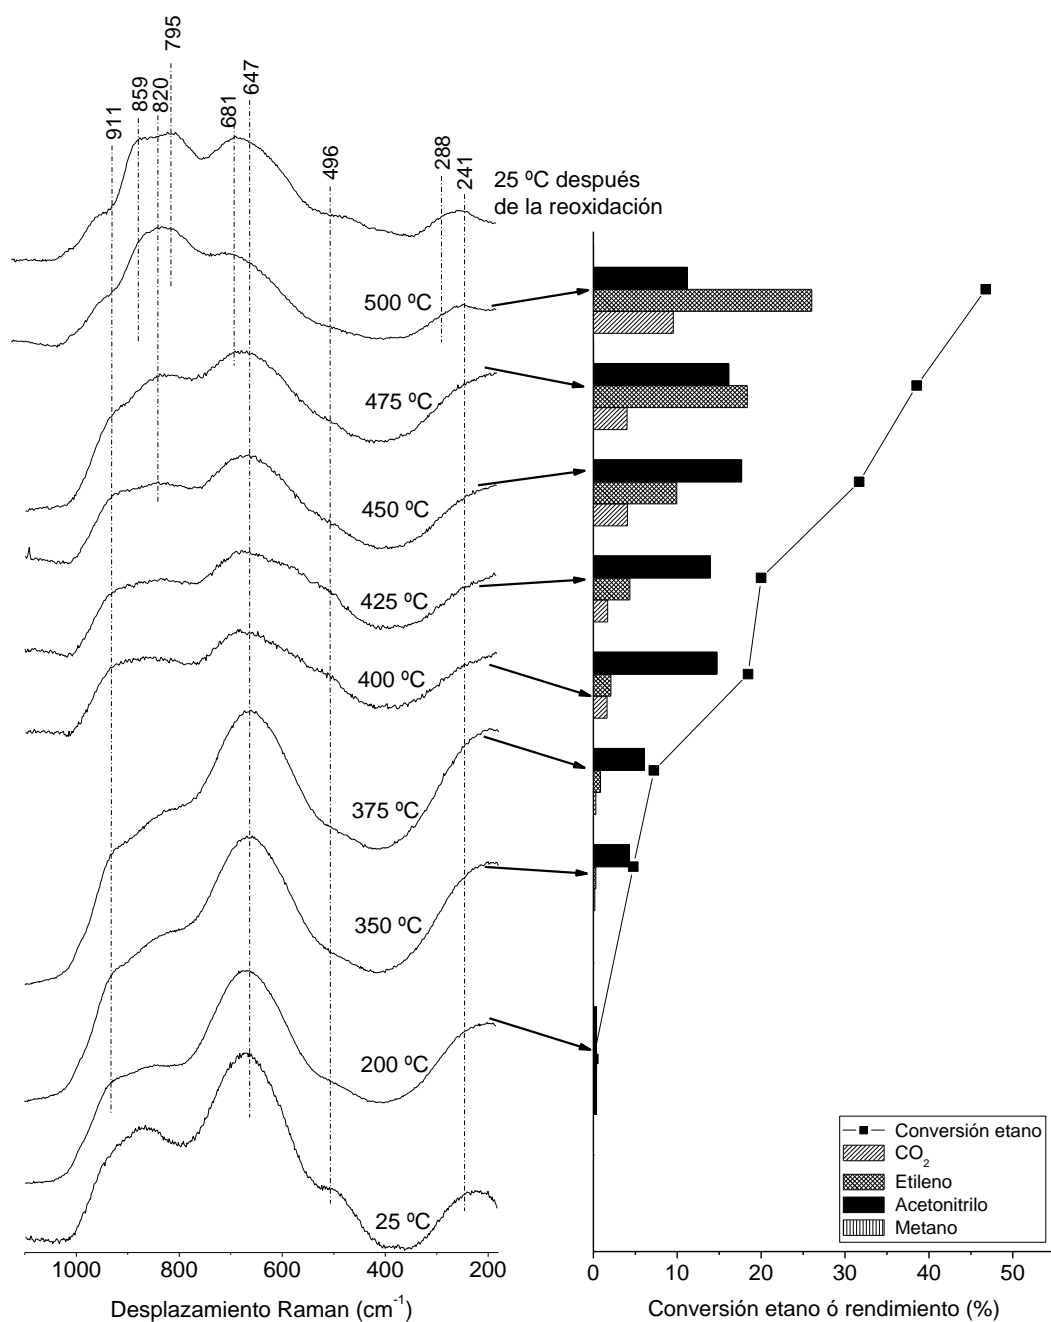 911
859
820
795
681
647
496
288
241
25 ºC después
de la reoxidación
500 ºC
475 ºC
450 ºC
425 ºC
400 ºC
375 ºC
350 ºC
200 ºC
25 ºC
Conversión etano
CO2
Etileno
Acetonitrilo
Metano
1000 800 600 400 200
0 10 20 30 40 50
Desplazamiento Raman (cm-1)
Conversión etano ó rendimiento (%)